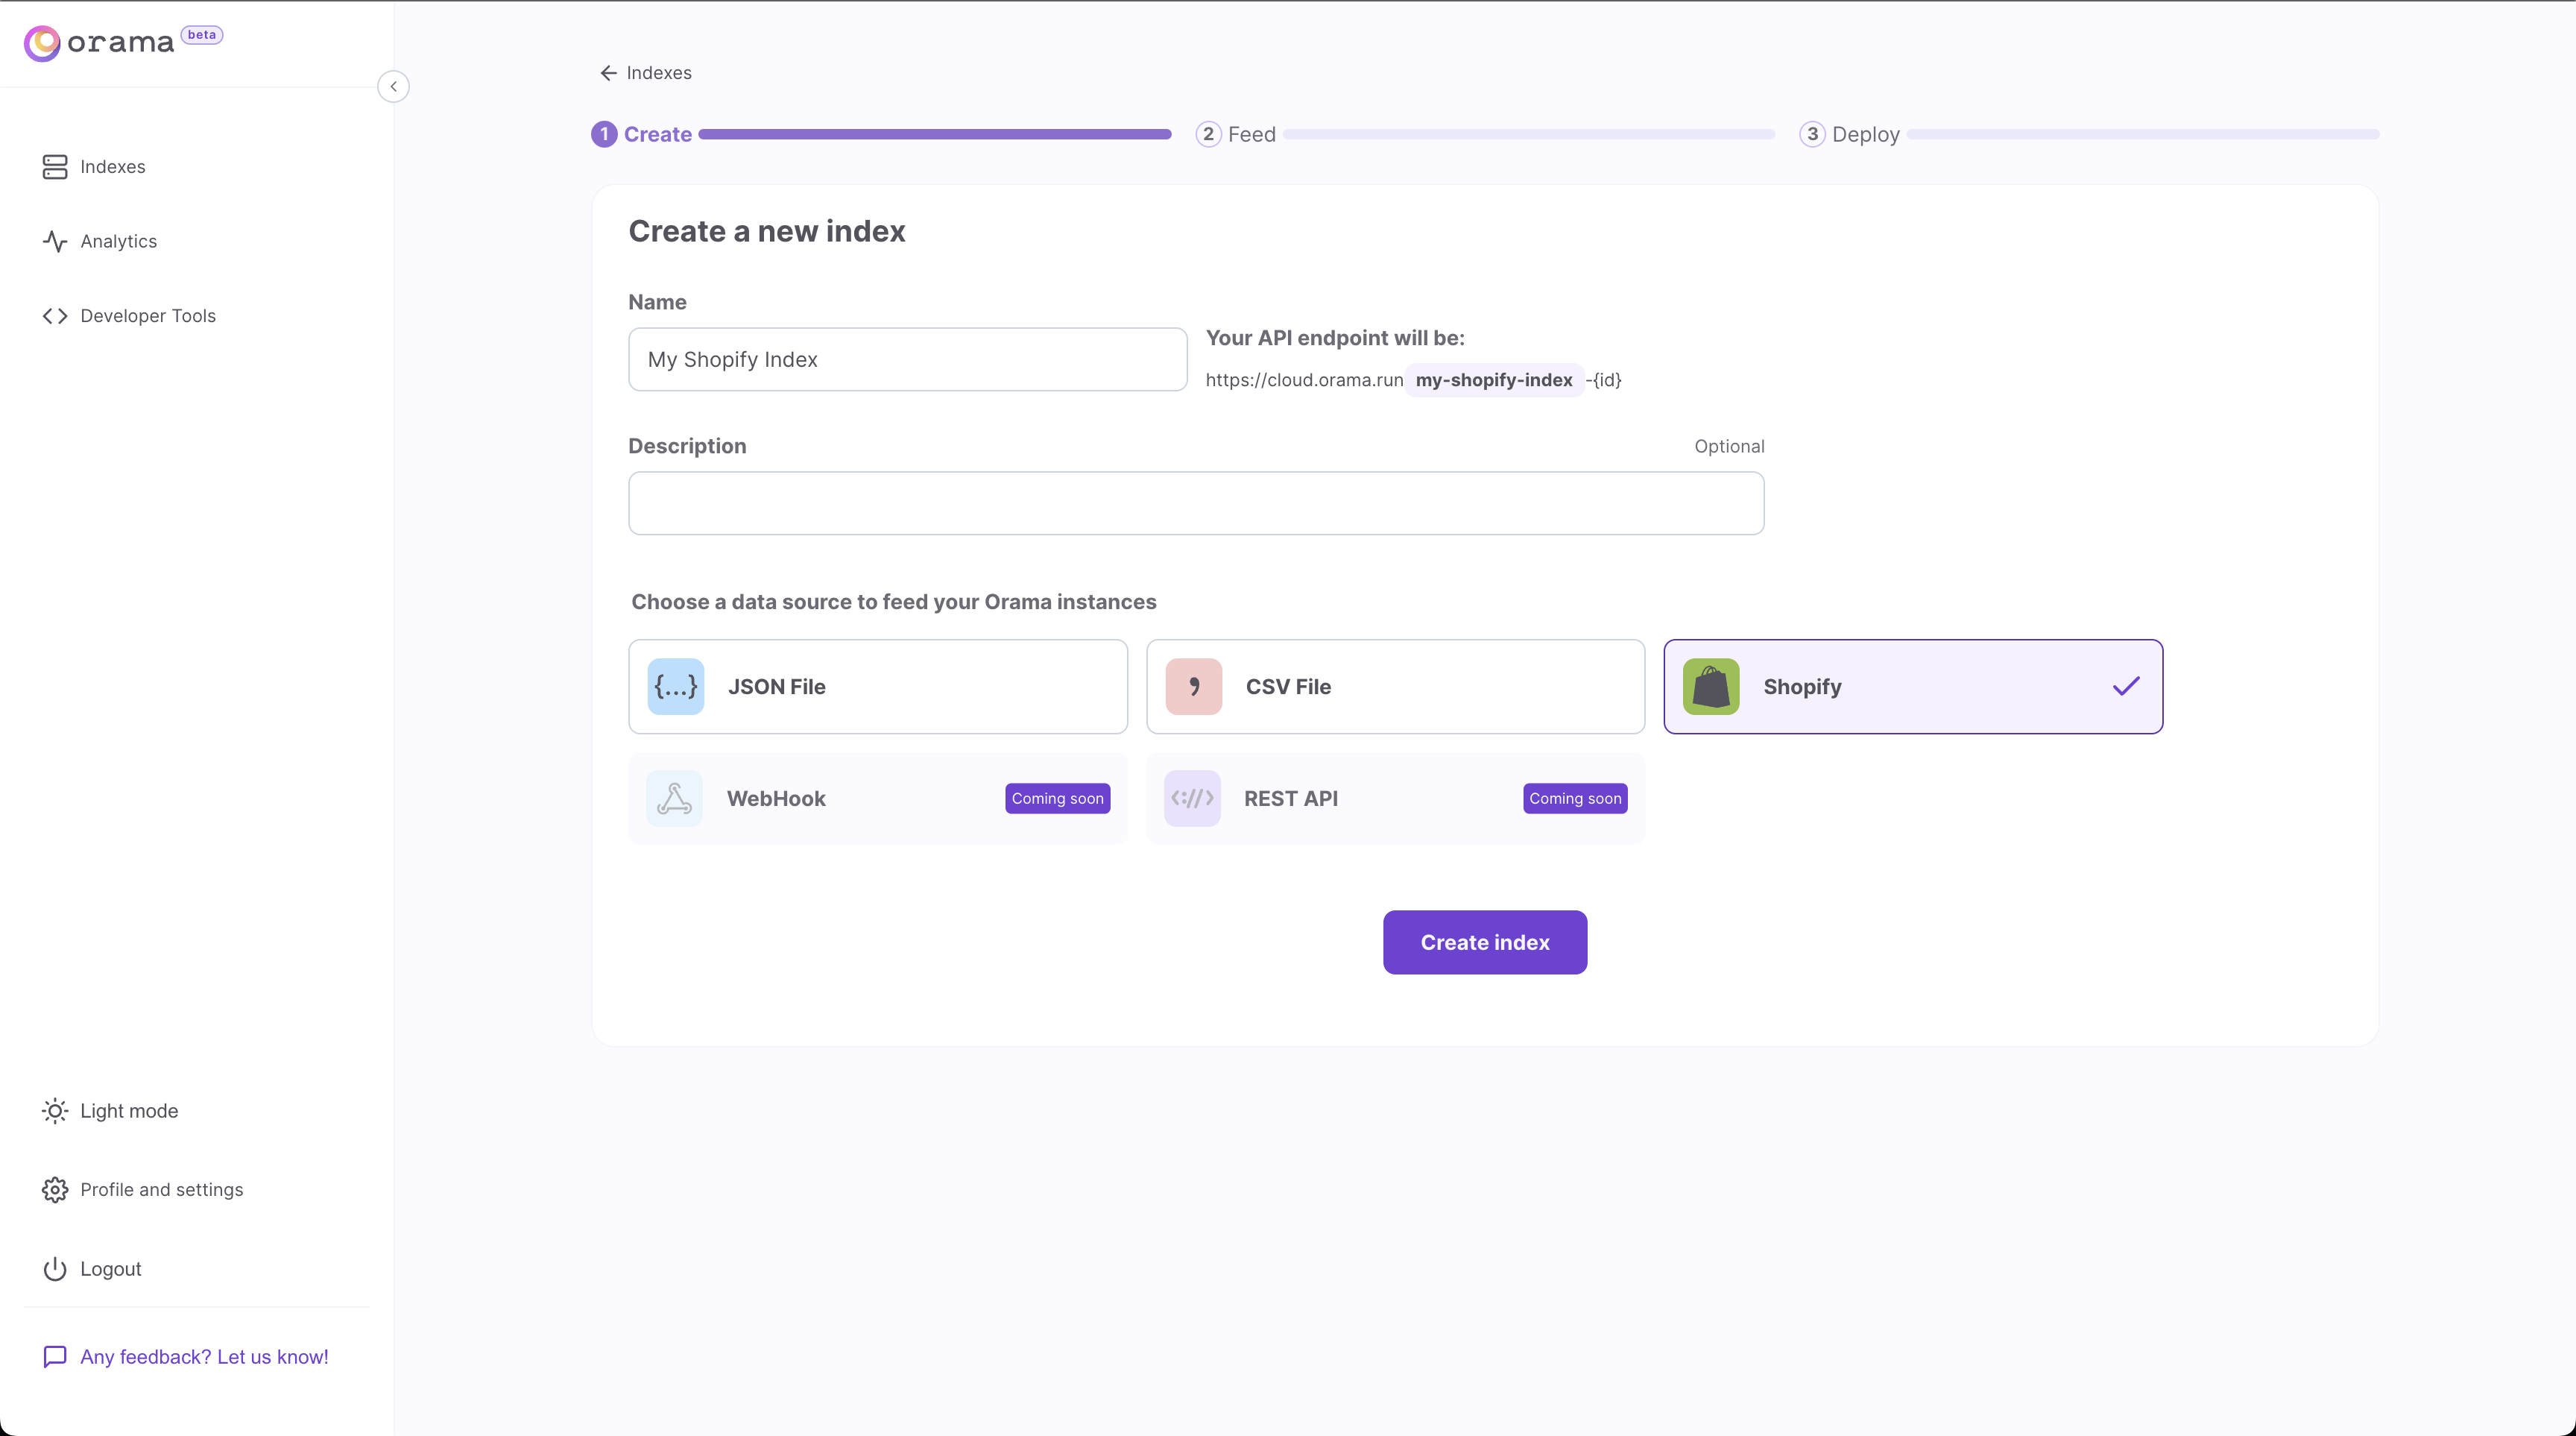 orama beta
Indexes
Analytics
Developer Tools
Light mode
Profile and settings
Logout
Any feedback? Let us know!
Indexes
1 Create
2 Feed
3 Deploy
Create a new index
Name
My Shopify Index
Your API endpoint will be:
https://cloud.orama.run my-shopify-index -{id}
Description
Optional
Choose a data source to feed your Orama instances
{...} JSON File
, CSV File
Shopify
WebHook Coming soon
<://> REST API Coming soon
Create index